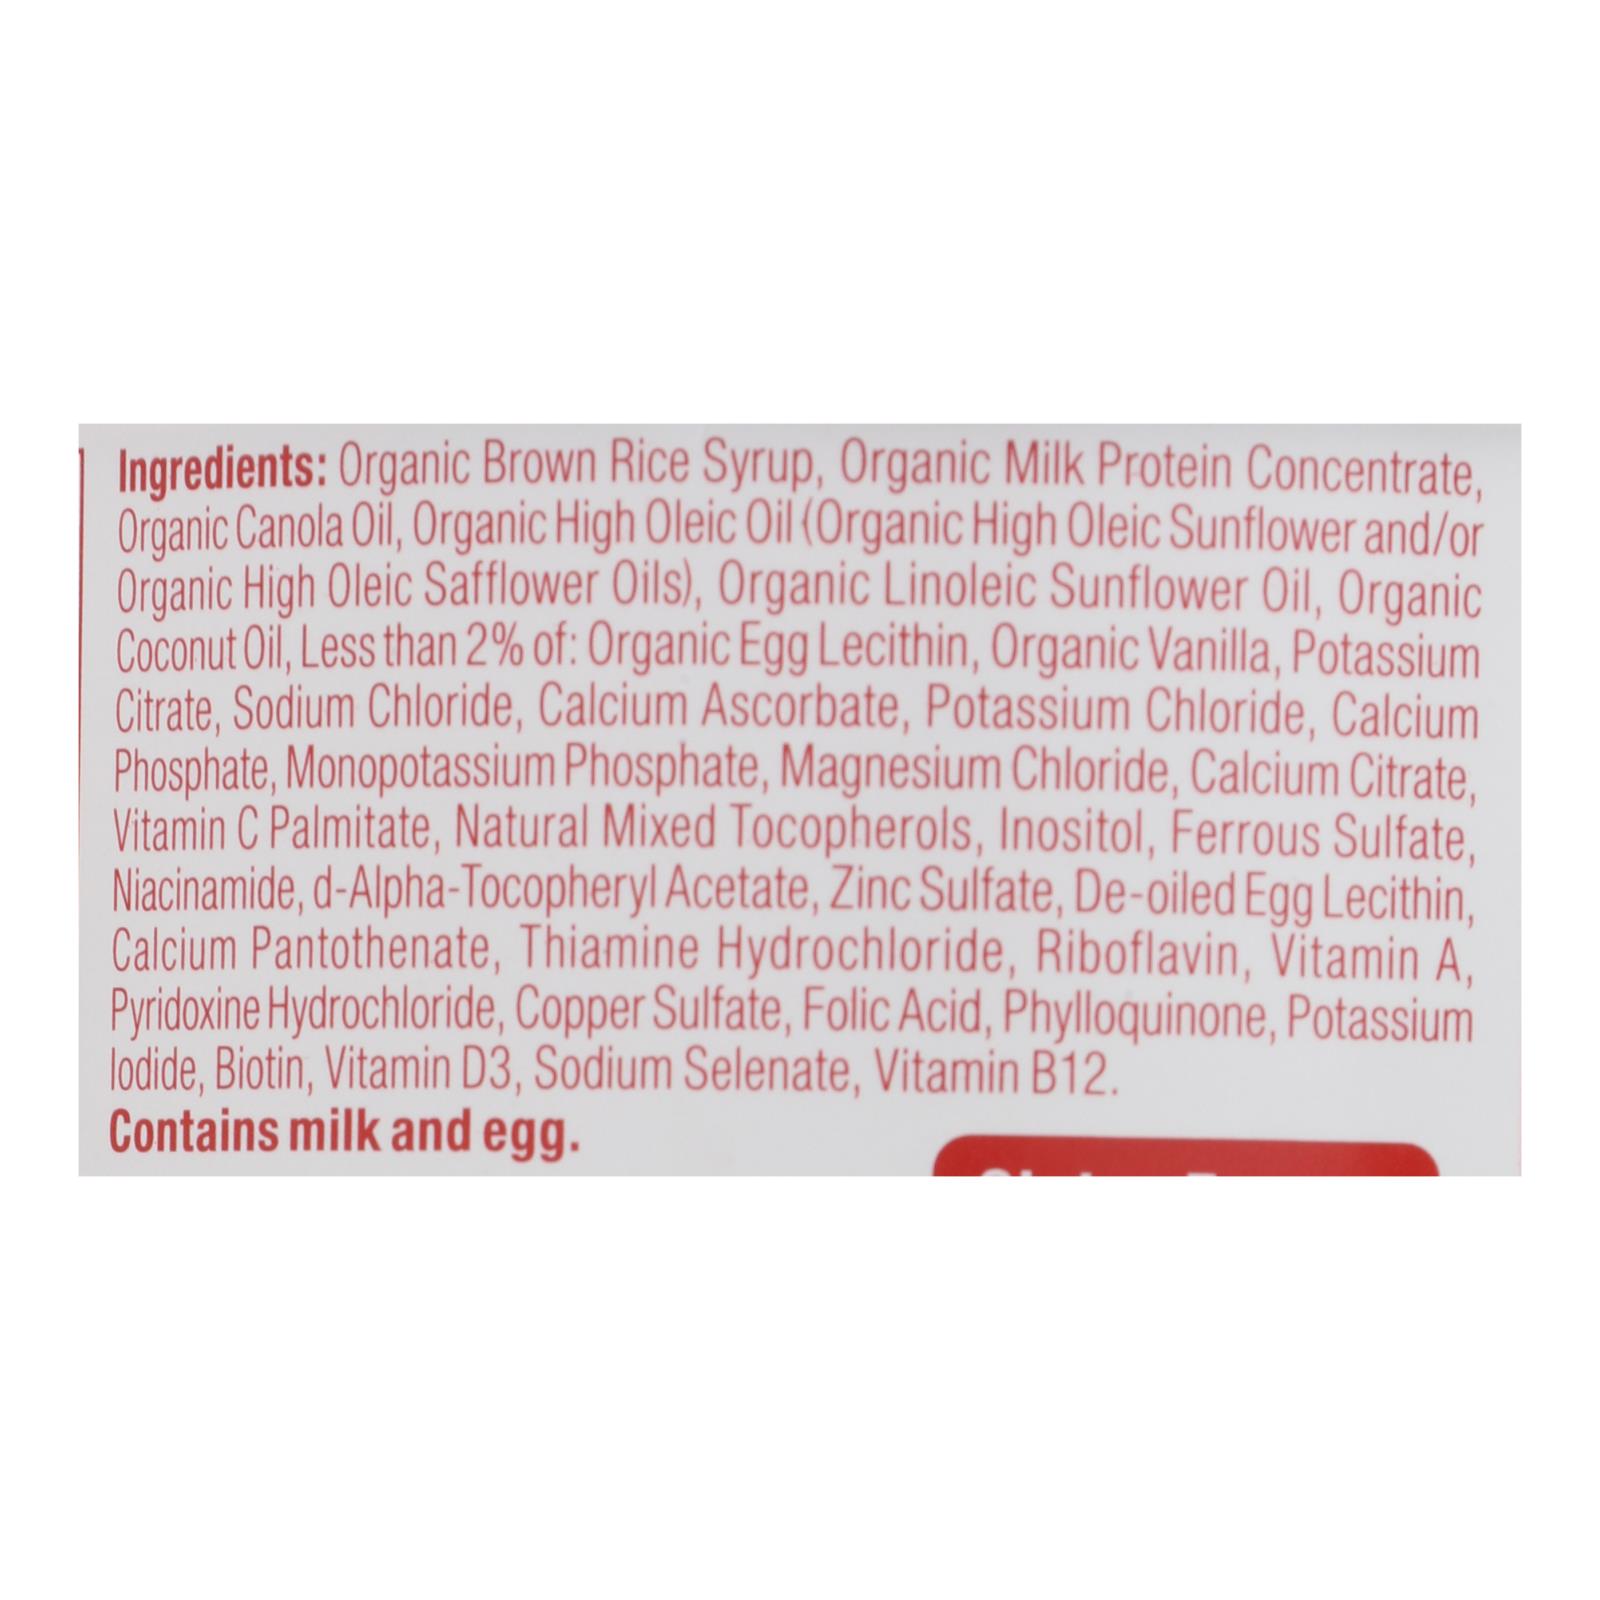 Ingredients: Organic Brown Rice Syrup, Organic Milk Protein Concentrate,
Organic Canola Oil, Organic High Oleic Oil (Organic High Oleic Sunflower and/or
Organic High Oleic Safflower Oils), Organic Linoleic Sunflower Oil, Organic
Coconut Oil, Less than 2% of: Organic Egg Lecithin, Organic Vanilla, Potassium
Citrate, Sodium Chloride, Calcium Ascorbate, Potassium Chloride, Calcium
Phosphate, Monopotassium Phosphate, Magnesium Chloride, Calcium Citrate,
Vitamin C Palmitate, Natural Mixed Tocopherols, Inositol, Ferrous Sulfate,
Niacinamide, d-Alpha-Tocopheryl Acetate, Zinc Sulfate, De-oiled Egg Lecithin,
Calcium Pantothenate, Thiamine Hydrochloride, Riboflavin, Vitamin A,
Pyridoxine Hydrochloride, Copper Sulfate, Folic Acid, Phylloquinone, Potassium
Iodide, Biotin, Vitamin D3, Sodium Selenate, Vitamin B12.
Contains milk and egg.